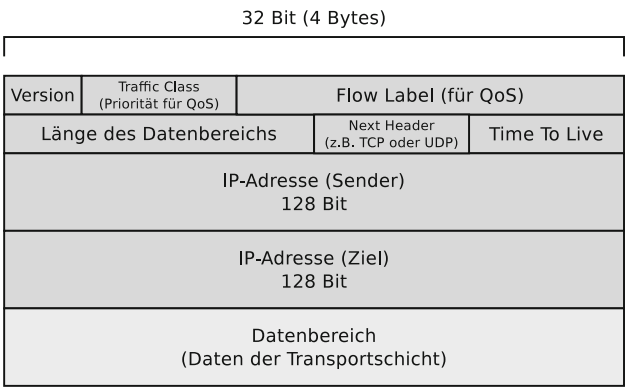 32 Bit (4 Bytes)
Version
Traffic Class
(Priorität für QoS)
Flow Label (für QoS)
Länge des Datenbereichs
Next Header
(z.B. TCP oder UDP)
Time To Live
IP-Adresse (Sender)
128 Bit
IP-Adresse (Ziel)
128 Bit
Datenbereich
(Daten der Transportschicht)